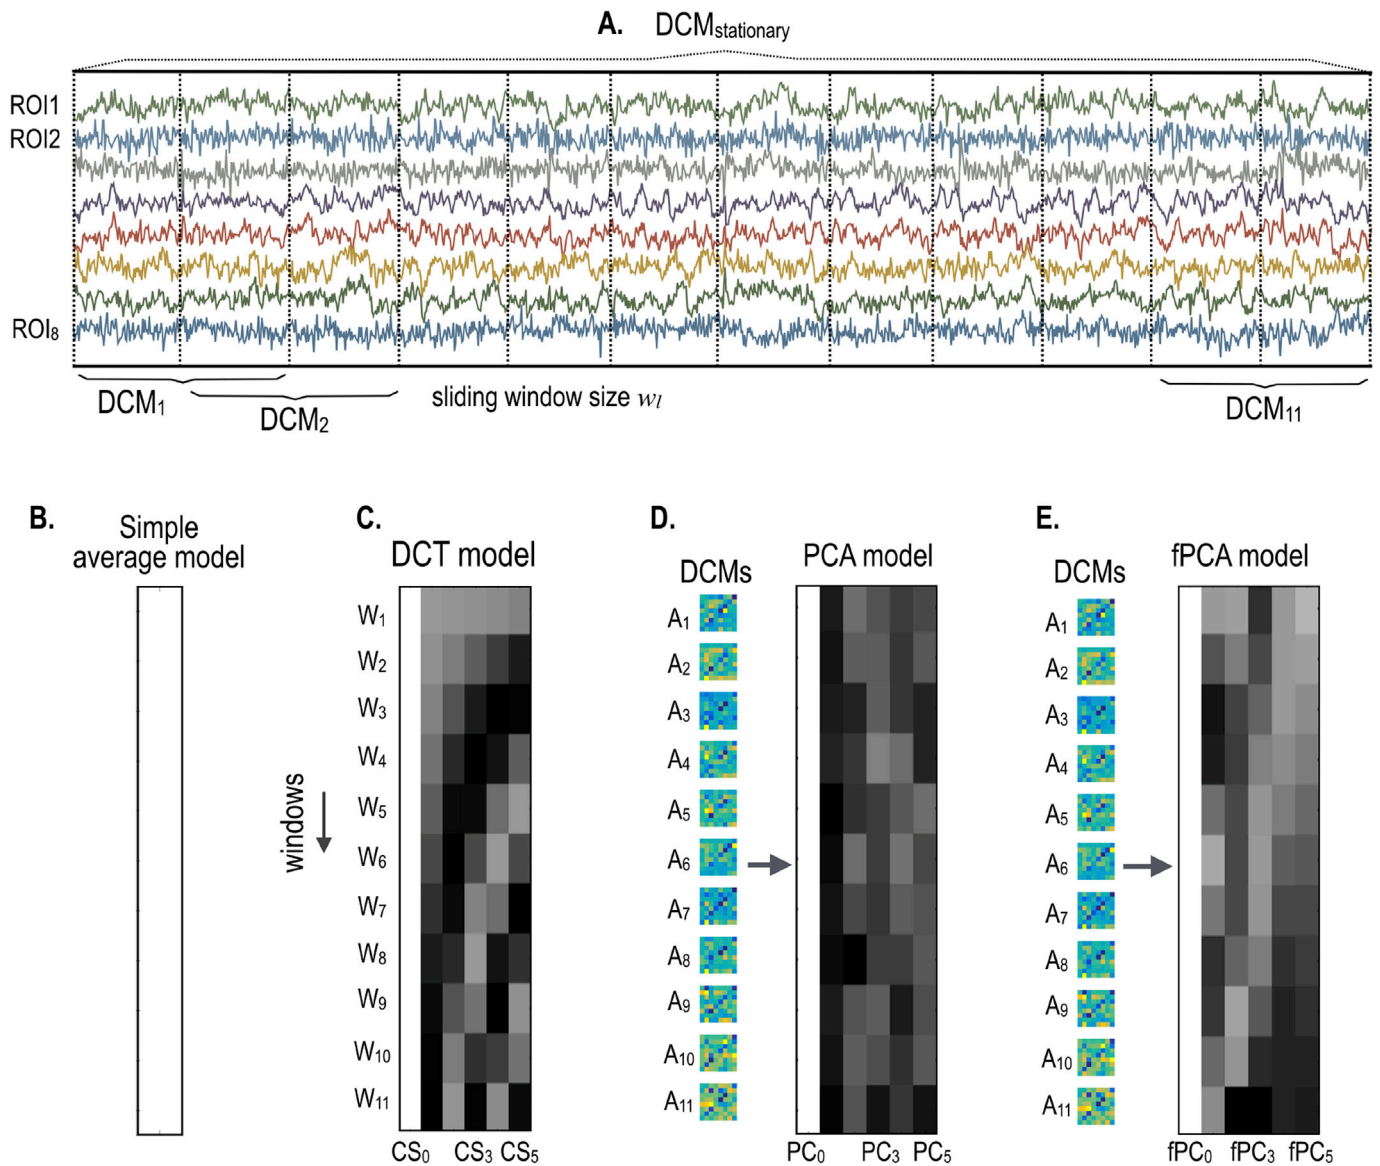 A. DCMstationary
ROI1
ROI2
ROI8
DCM1
DCM2
sliding window size wl
DCM11
B.
Simple
average model
C.
DCT model
windows
W1
W2
W3
W4
W5
W6
W7
W8
W9
W10
W11
CS0 CS3 CS5
D.
DCMs
PCA model
A1
A2
A3
A4
A5
A6
A7
A8
A9
A10
A11
PC0 PC3 PC5
E.
DCMs
fPCA model
A1
A2
A3
A4
A5
A6
A7
A8
A9
A10
A11
fPC0 fPC3 fPC5